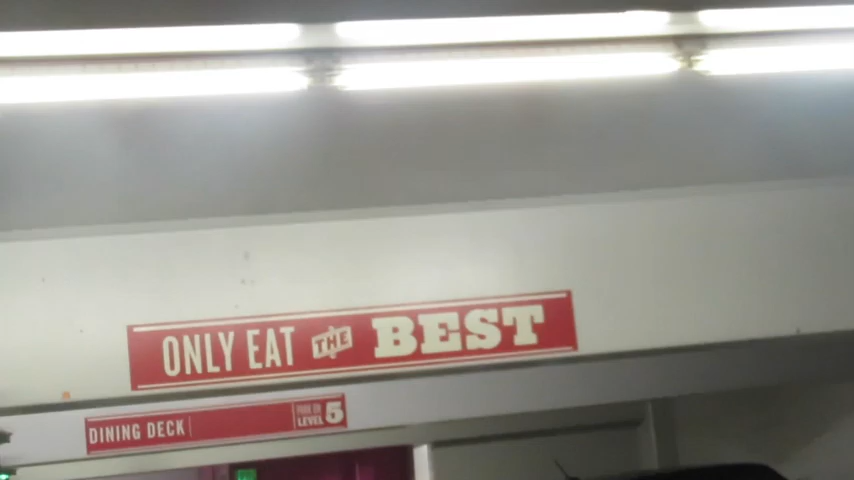 ONLY EAT THE BEST
DINING DECK
PARK ON
LEVEL 5